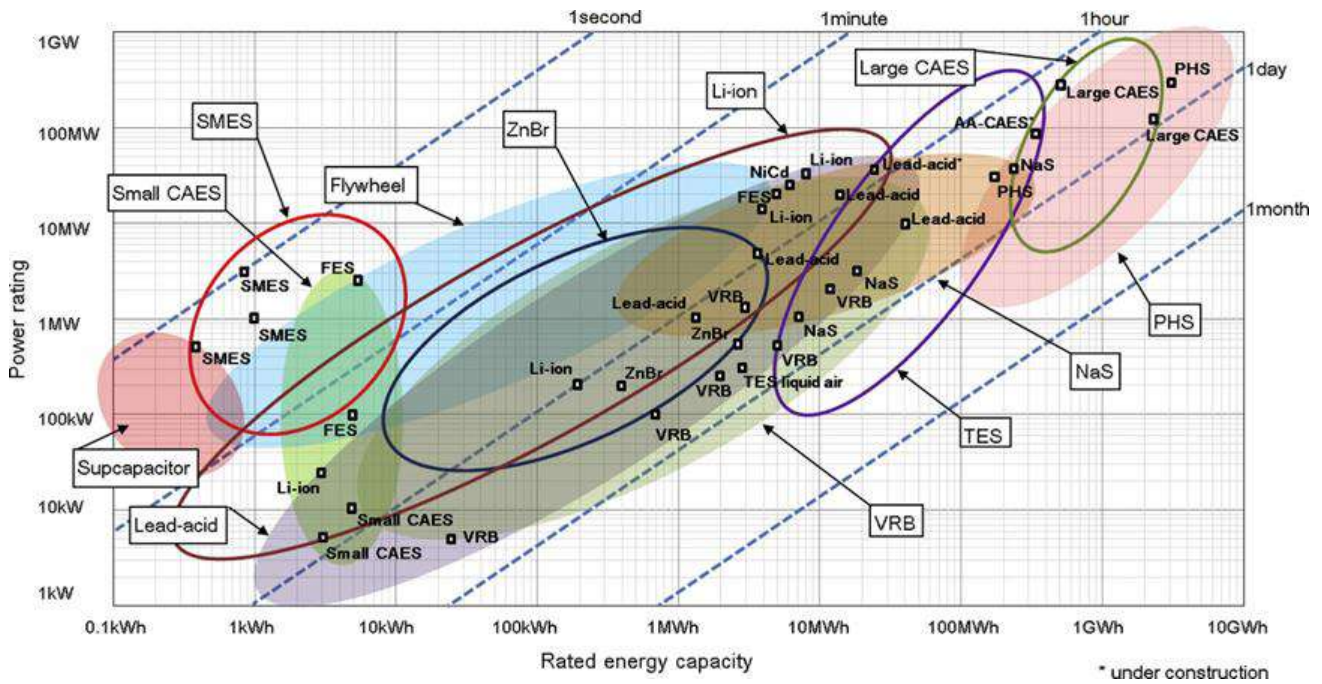 1second
1minute
1hour
1day
1month
1GW
100MW
10MW
1MW
100kW
10kW
1kW
Power rating
0.1kWh
1kWh
10kWh
100kWh
1MWh
10MWh
100MWh
1GWh
10GWh
Rated energy capacity
* under construction
SMES
Small CAES
Flywheel
ZnBr
Li-ion
Large CAES
PHS
NaS
TES
VRB
Supcapacitor
Lead-acid
PHS
Large CAES
Large CAES
AA-CAES*
Li-ion
Lead-acid*
NaS
NiCd
PHS
FES
Lead-acid
Li-ion
Lead-acid
Lead-acid
FES
SMES
NaS
VRB
VRB
Lead-acid
SMES
NaS
ZnBr
SMES
VRB
TES liquid air
Li-ion
ZnBr
VRB
VRB
FES
Li-ion
Small CAES
Small CAES
VRB